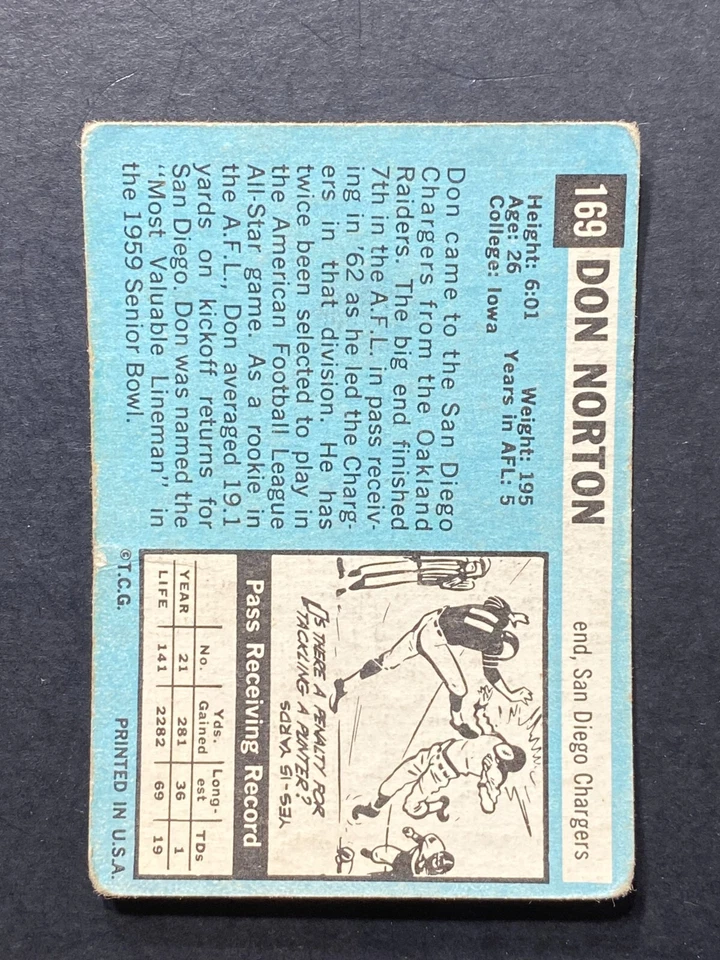 169 DON NORTON end, San Diego Chargers
Height: 6:01 Weight: 195
Age: 26 Years in AFL: 5
College: Iowa
Don came to the San Diego
Chargers from the Oakland
Raiders. The big end finished
7th in the A.F.L. in pass receiv-
ing in '62 as he led the Charg-
ers in that division. He has
twice been selected to play in
the American Football League
All-Star game. As a rookie in
the A.F.L., Don averaged 19.1
yards on kickoff returns for
San Diego. Don was named the
"Most Valuable Lineman" in
the 1959 Senior Bowl.
IS THERE A PENALTY FOR
TACKLING A PUNTER?
YES-15 YARDS
Pass Receiving Record
No. Yds. Gained Long-est TDs
YEAR 21 281 36 1
LIFE 141 2282 69 19
©T.C.G. PRINTED IN U.S.A.